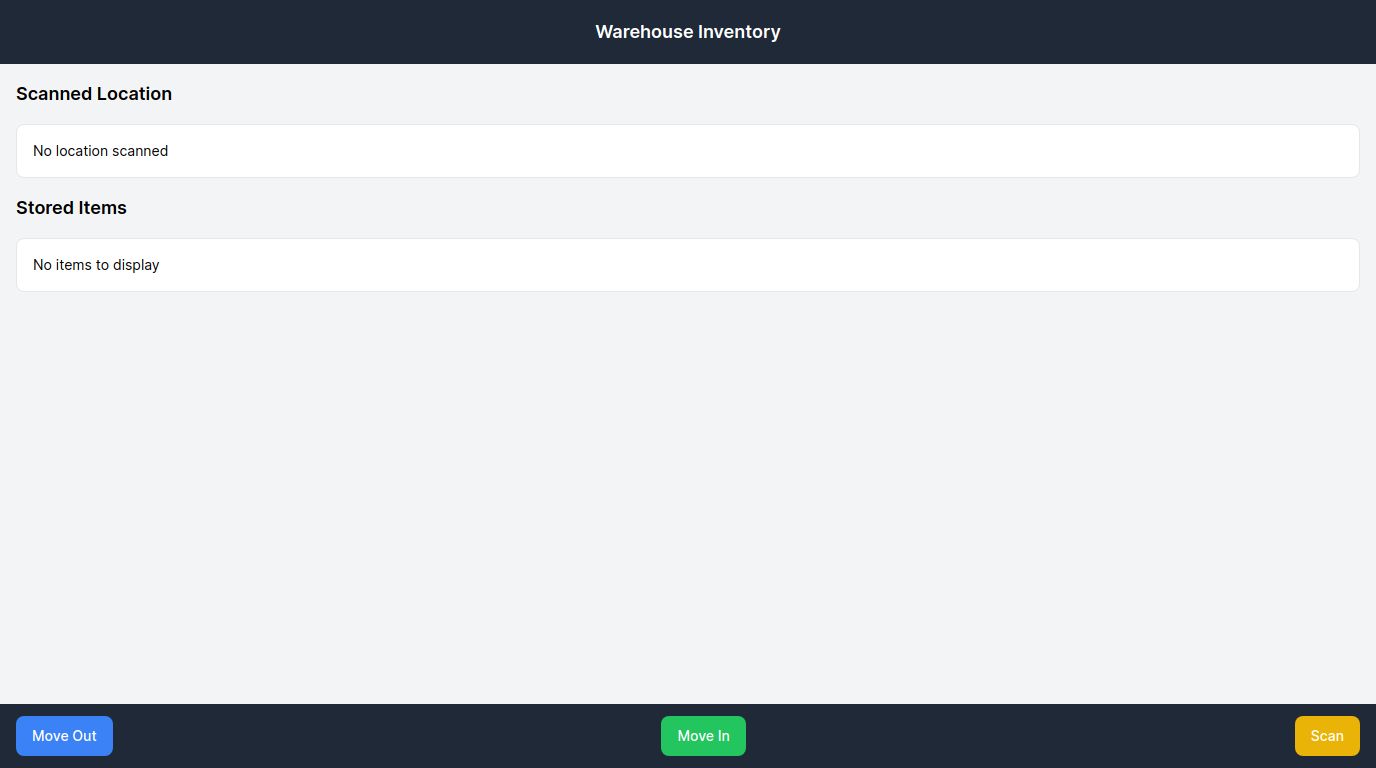 Warehouse Inventory
Scanned Location
No location scanned
Stored Items
No items to display
Move Out
Move In
Scan